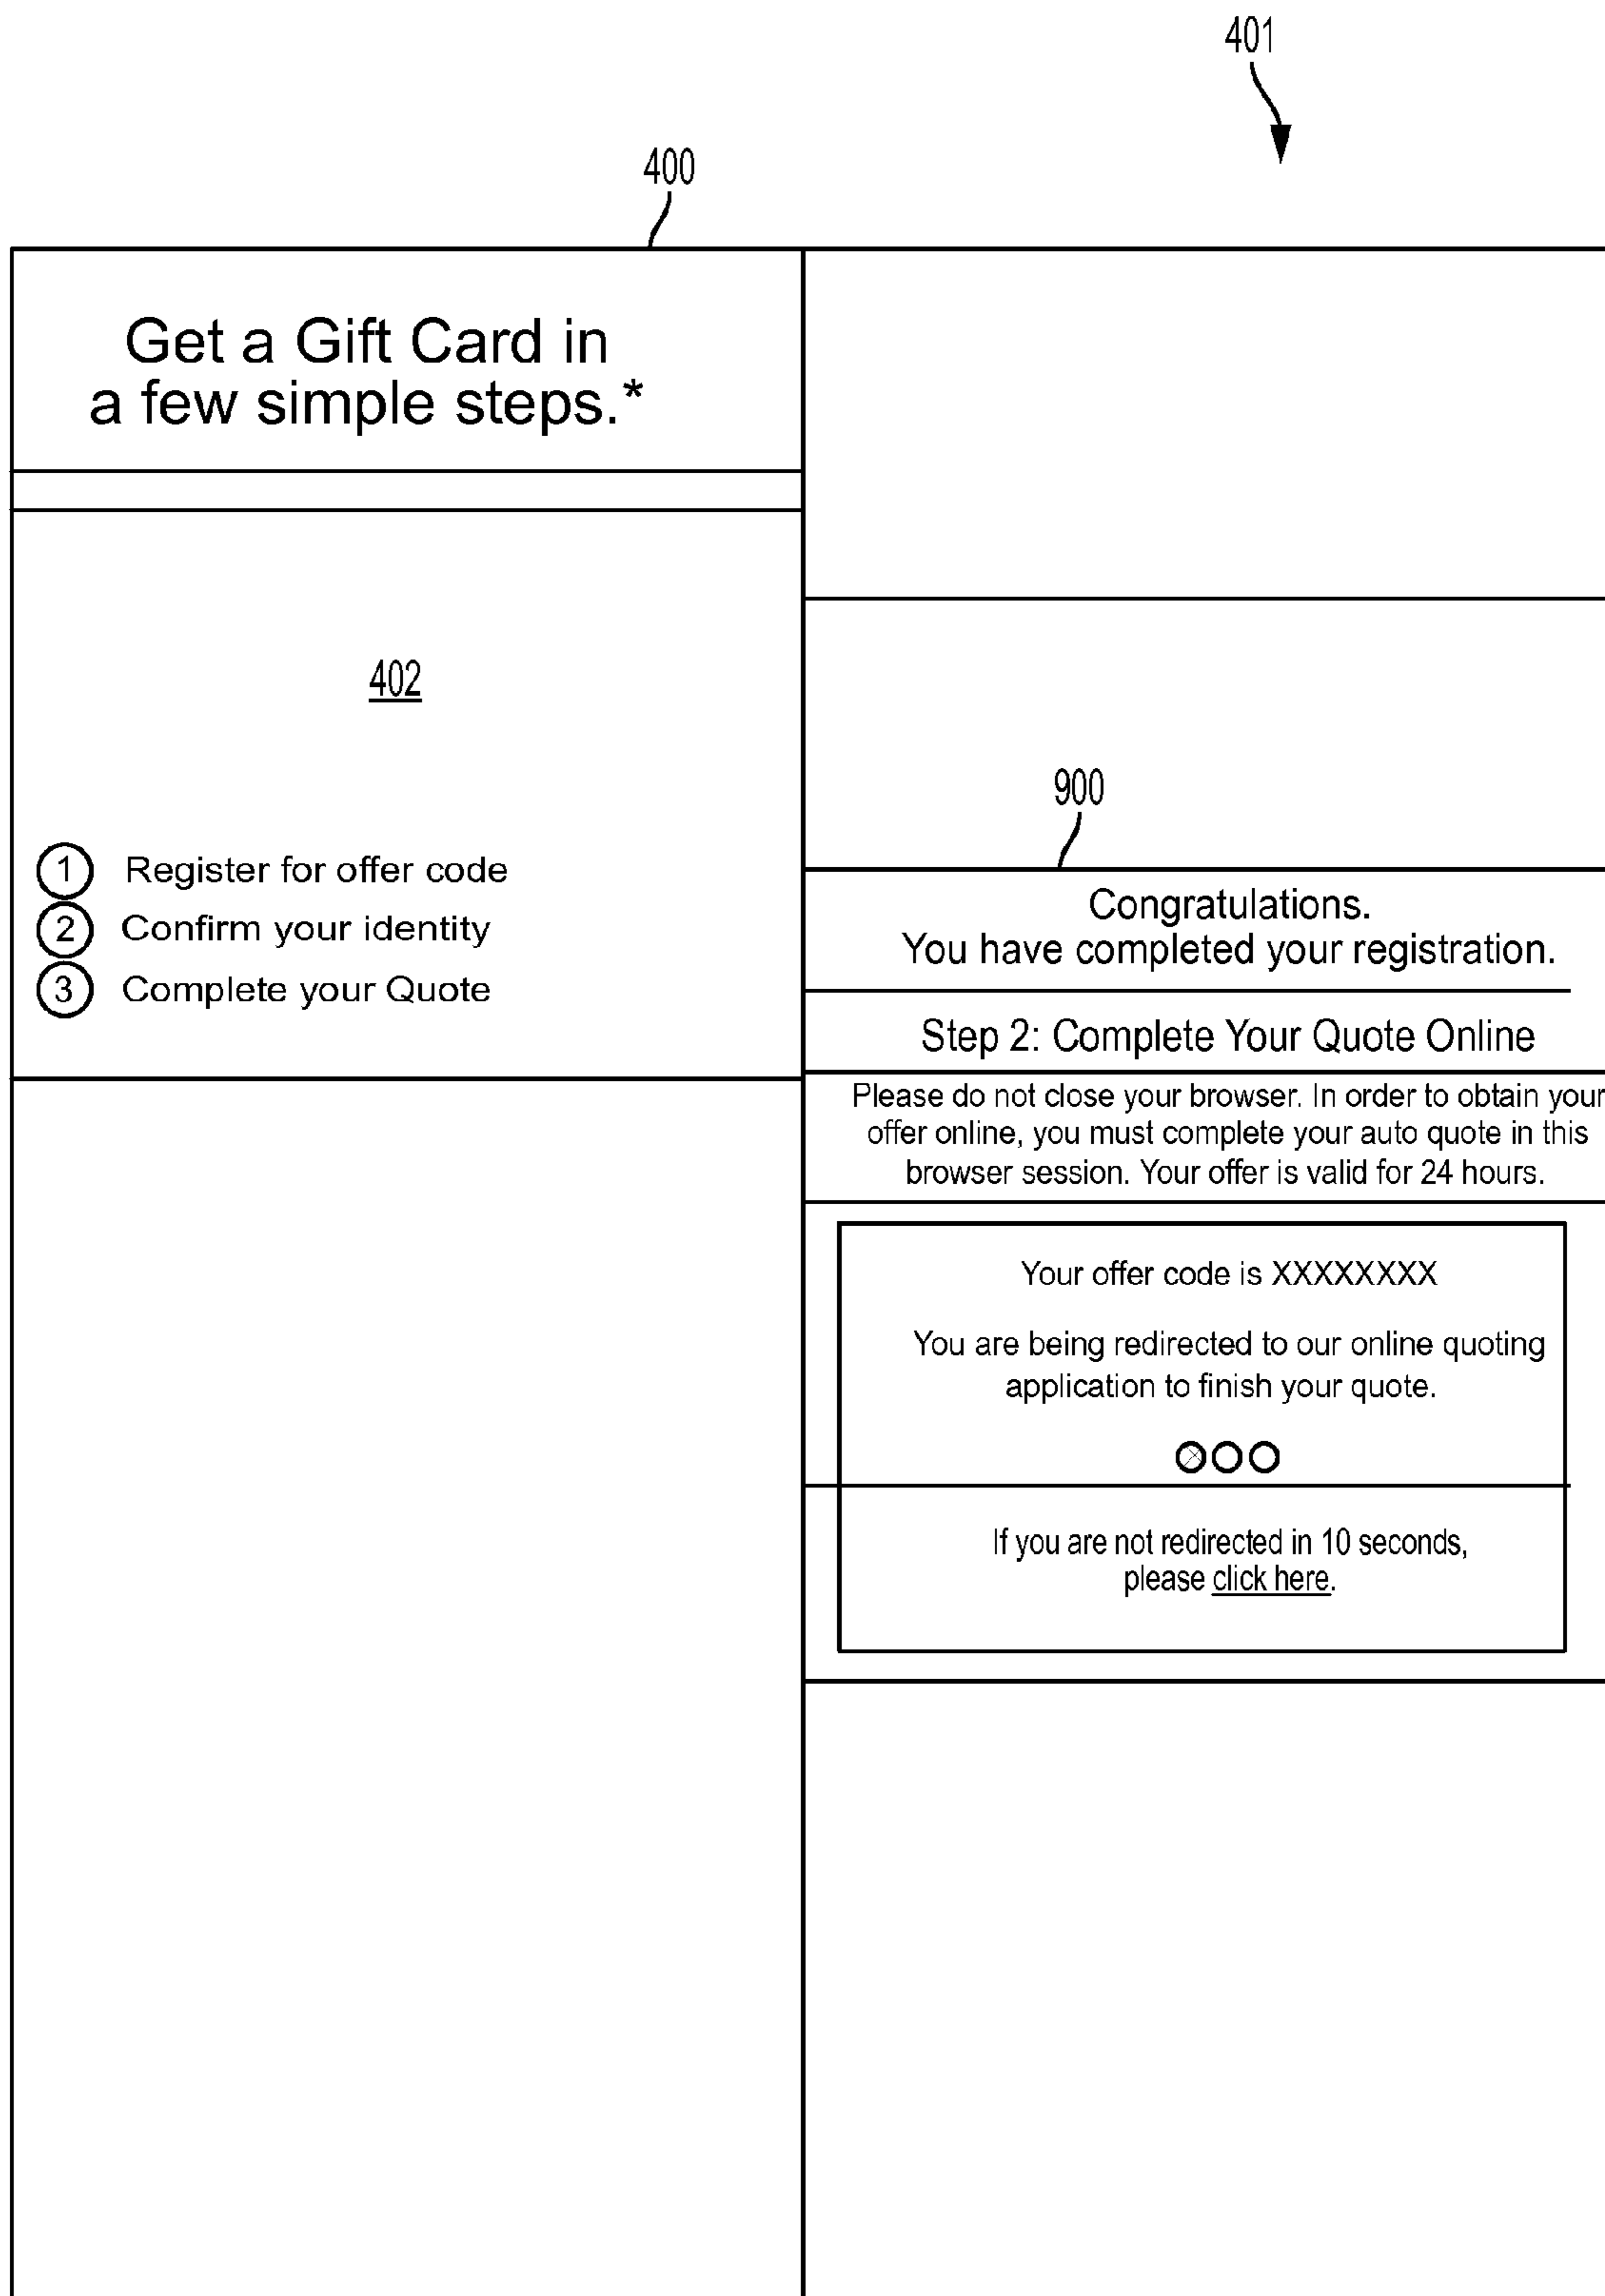 401
400
Get a Gift Card in
a few simple steps.*
402
1 Register for offer code
2 Confirm your identity
3 Complete your Quote
900
Congratulations.
You have completed your registration.
Step 2: Complete Your Quote Online
Please do not close your browser. In order to obtain your
offer online, you must complete your auto quote in this
browser session. Your offer is valid for 24 hours.
Your offer code is XXXXXXXX
You are being redirected to our online quoting
application to finish your quote.
If you are not redirected in 10 seconds,
please click here.